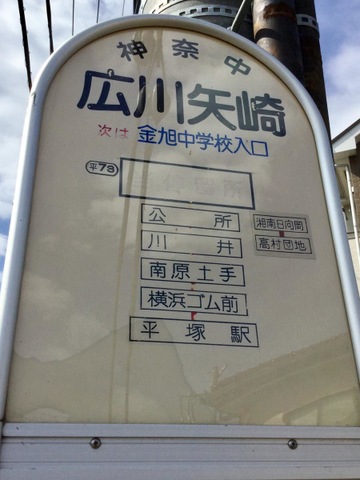 神奈中
広川矢崎
次は 金旭中学校入口
平73
公所 湘南日向岡
川井 高村団地
南原土手
横浜ゴム前
平塚駅